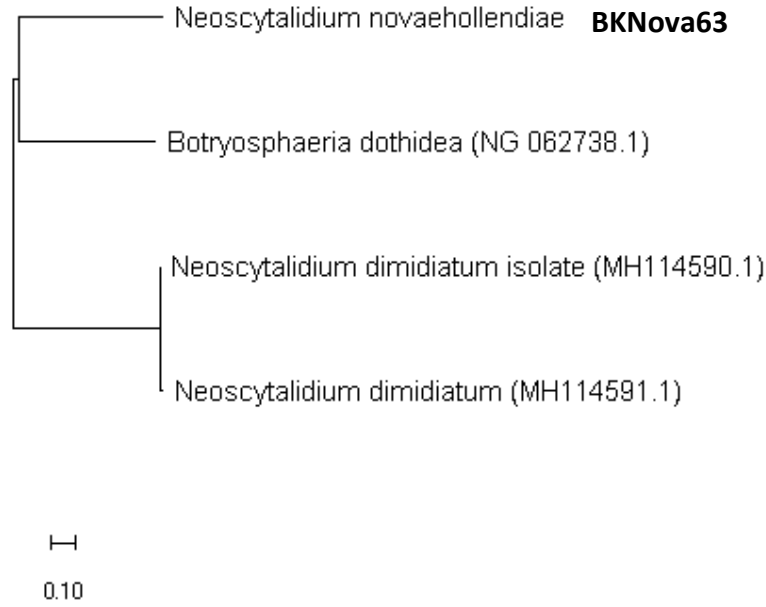 Neoscytalidium novaehollendiae BKNova63
Botryosphaeria dothidea (NG 062738.1)
Neoscytalidium dimidiatum isolate (MH114590.1)
Neoscytalidium dimidiatum (MH114591.1)
0.10